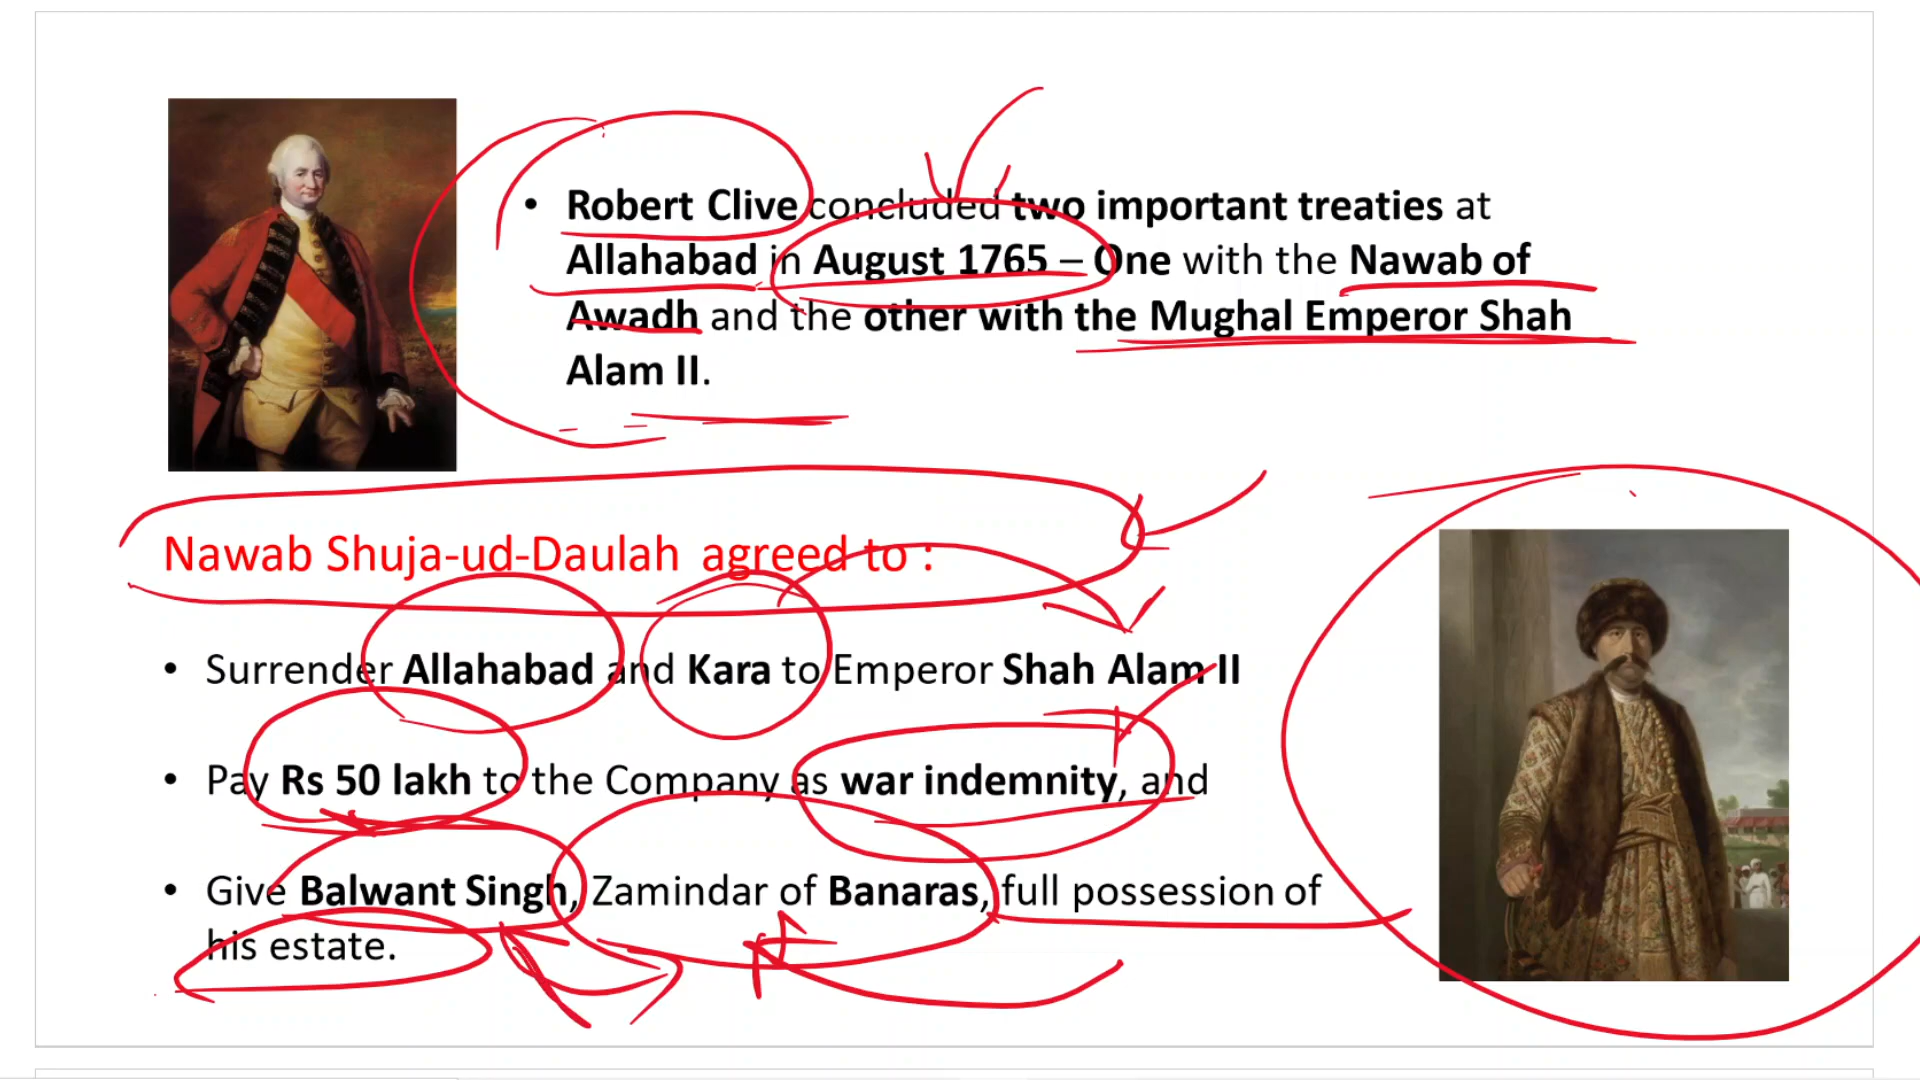 • Robert Clive concluded two important treaties at
Allahabad in August 1765 – One with the Nawab of
Awadh and the other with the Mughal Emperor Shah
Alam II.
Nawab Shuja-ud-Daulah agreed to :
• Surrender Allahabad and Kara to Emperor Shah Alam II
• Pay Rs 50 lakh to the Company as war indemnity, and
• Give Balwant Singh, Zamindar of Banaras, full possession of
his estate.